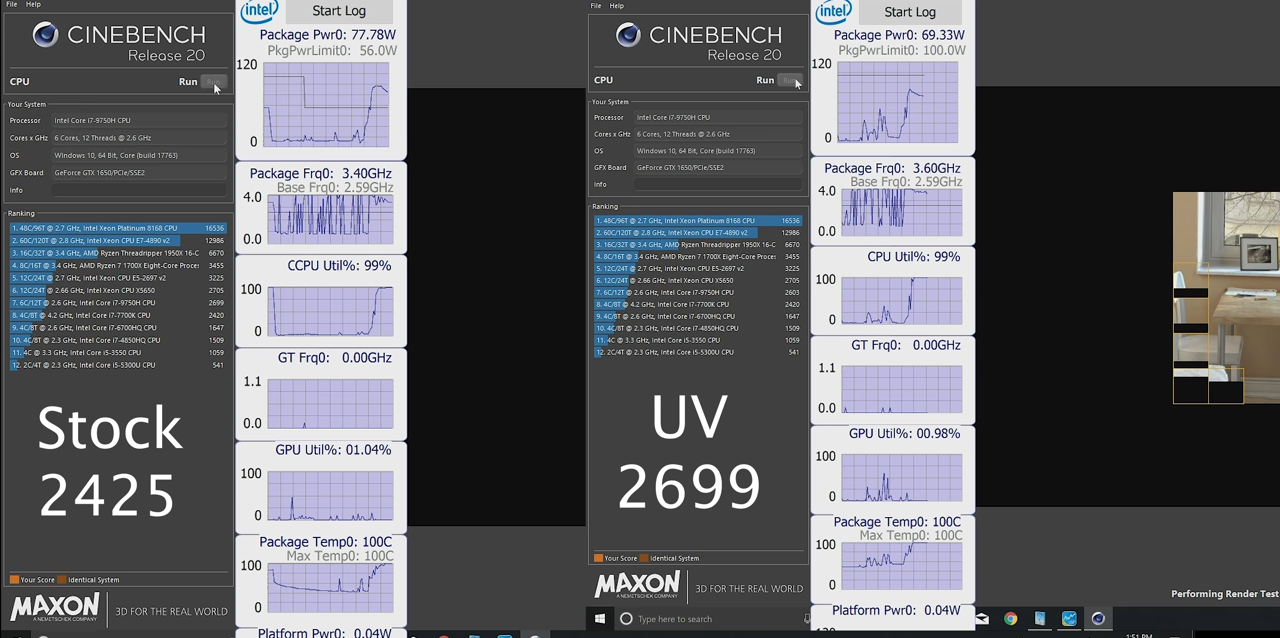 File Help
CINEBENCH
Release 20
CPU
Run
Run
Your System
Processor Intel Core i7-9750H CPU
Cores x GHz 6 Cores, 12 Threads @ 2.6 GHz
OS Windows 10, 64 Bit, Core (build 17763)
GFX Board GeForce GTX 1650/PCIe/SSE2
Info
Ranking
1. 48C/96T @ 2.7 GHz, Intel Xeon Platinum 8168 CPU 16536
2. 60C/120T @ 2.8 GHz, Intel Xeon CPU E7-4890 v2 12986
3. 16C/32T @ 3.4 GHz, AMD Ryzen Threadripper 1950X 16-C 6670
4. 8C/16T @ 3.4 GHz, AMD Ryzen 7 1700X Eight-Core Proces 3455
5. 12C/24T @ 2.7 GHz, Intel Xeon CPU E5-2697 v2 3225
6. 12C/24T @ 2.66 GHz, Intel Xeon CPU X5650 2705
7. 6C/12T @ 2.6 GHz, Intel Core i7-9750H CPU 2699
8. 4C/8T @ 4.2 GHz, Intel Core i7-7700K CPU 2420
9. 4C/8T @ 2.6 GHz, Intel Core i7-6700HQ CPU 1647
10. 4C/8T @ 2.3 GHz, Intel Core i7-4850HQ CPU 1509
11. 4C @ 3.3 GHz, Intel Core i5-3550 CPU 1059
12. 2C/4T @ 2.3 GHz, Intel Core i5-5300U CPU 541
Stock
2425
Your Score Identical System
MAXON
A NEMETSCHEK COMPANY
3D FOR THE REAL WORLD
intel
Start Log
Package Pwr0: 77.78W
PkgPwrLimit0: 56.0W
120
0
Package Frq0: 3.40GHz
Base Frq0: 2.59GHz
4.0
0.0
CCPU Util%: 99%
100
0
GT Frq0: 0.00GHz
1.1
0.0
GPU Util%: 01.04%
100
0
Package Temp0: 100C
Max Temp0: 100C
100
0
Platform Pwr0: 0.04W
File Help
CINEBENCH
Release 20
CPU
Run
Run
Your System
Processor Intel Core i7-9750H CPU
Cores x GHz 6 Cores, 12 Threads @ 2.6 GHz
OS Windows 10, 64 Bit, Core (build 17763)
GFX Board GeForce GTX 1650/PCIe/SSE2
Info
Ranking
1. 48C/96T @ 2.7 GHz, Intel Xeon Platinum 8168 CPU 16536
2. 60C/120T @ 2.8 GHz, Intel Xeon CPU E7-4890 v2 12986
3. 16C/32T @ 3.4 GHz, AMD Ryzen Threadripper 1950X 16-C 6670
4. 8C/16T @ 3.4 GHz, AMD Ryzen 7 1700X Eight-Core Proces 3455
5. 12C/24T @ 2.7 GHz, Intel Xeon CPU E5-2697 v2 3225
6. 12C/24T @ 2.66 GHz, Intel Xeon CPU X5650 2705
7. 6C/12T @ 2.6 GHz, Intel Core i7-9750H CPU 2603
8. 4C/8T @ 4.2 GHz, Intel Core i7-7700K CPU 2420
9. 4C/8T @ 2.6 GHz, Intel Core i7-6700HQ CPU 1647
10. 4C/8T @ 2.3 GHz, Intel Core i7-4850HQ CPU 1509
11. 4C @ 3.3 GHz, Intel Core i5-3550 CPU 1059
12. 2C/4T @ 2.3 GHz, Intel Core i5-5300U CPU 541
UV
2699
Your Score Identical System
MAXON
A NEMETSCHEK COMPANY
3D FOR THE REAL WORLD
Type here to search
intel
Start Log
Package Pwr0: 69.33W
PkgPwrLimit0: 100.0W
120
0
Package Frq0: 3.60GHz
Base Frq0: 2.59GHz
4.0
0.0
CPU Util%: 99%
100
0
GT Frq0: 0.00GHz
1.1
0.0
GPU Util%: 00.98%
100
0
Package Temp0: 100C
Max Temp0: 100C
100
0
Platform Pwr0: 0.04W
Performing Render Test
1:51 PM